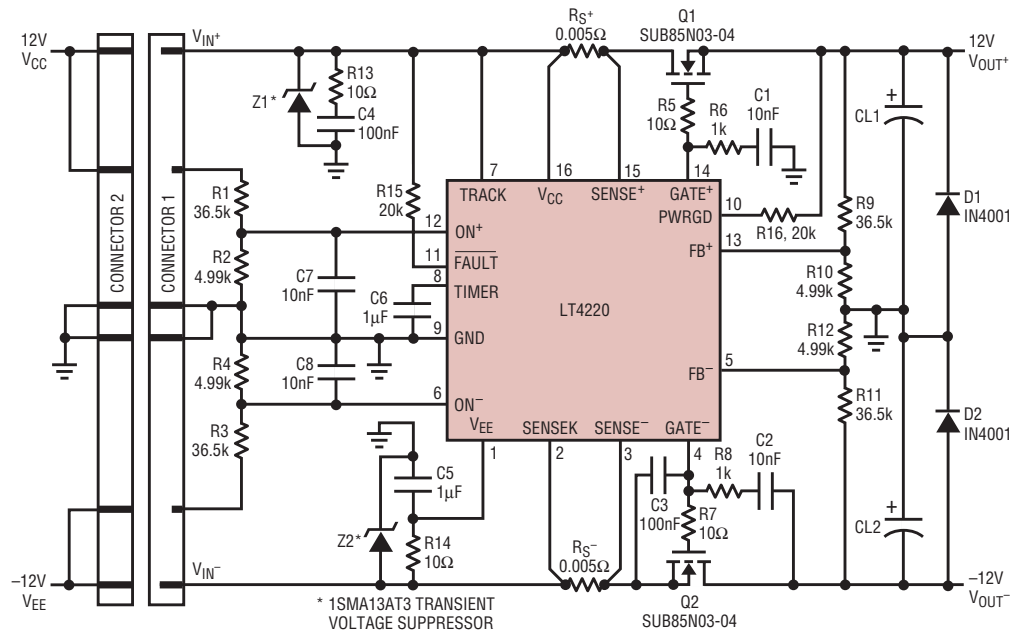 12V
VCC
CONNECTOR 2
CONNECTOR 1
VIN+
Z1*
R13
10Ω
C4
100nF
RS+
0.005Ω
Q1
SUB85N03-04
R5
10Ω
R6
1k
C1
10nF
12V
VOUT+
CL1
+
R1
36.5k
R2
4.99k
R4
4.99k
R3
36.5k
C7
10nF
C8
10nF
R15
20k
C6
1µF
7
TRACK
16
VCC
15
SENSE+
14
GATE+
10
PWRGD
R16, 20k
12
ON+
11
FAULT
8
TIMER
9
GND
6
ON–
LT4220
13
FB+
5
FB–
VEE
1
SENSEK
2
SENSE–
3
GATE–
4
R9
36.5k
R10
4.99k
R12
4.99k
R11
36.5k
D1
IN4001
D2
IN4001
+
CL2
C5
1µF
Z2*
R14
10Ω
RS–
0.005Ω
C3
100nF
R8
1k
C2
10nF
R7
10Ω
Q2
SUB85N03-04
–12V
VEE
VIN–
* 1SMA13AT3 TRANSIENT
VOLTAGE SUPPRESSOR
–12V
VOUT–